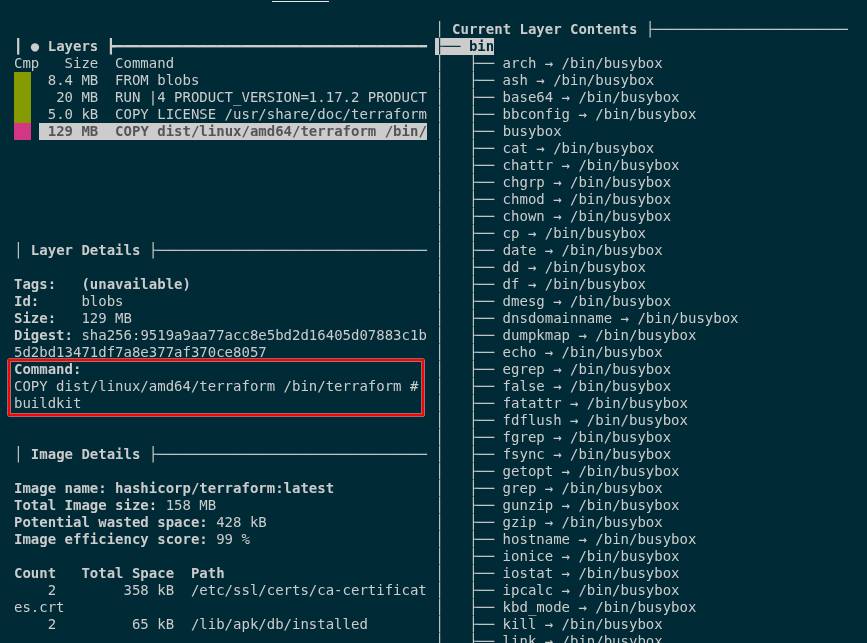 │ ● Layers ├
Cmp   Size  Command
    8.4 MB  FROM blobs
     20 MB  RUN |4 PRODUCT_VERSION=1.17.2 PRODUCT
    5.0 kB  COPY LICENSE /usr/share/doc/terraform
    129 MB  COPY dist/linux/amd64/terraform /bin/
│ Layer Details ├
Tags:   (unavailable)
Id:     blobs
Size:   129 MB
Digest: sha256:9519a9aa77acc8e5bd2d16405d07883c1b
5d2bd13471df7a8e377af370ce8057
Command:
COPY dist/linux/amd64/terraform /bin/terraform #
buildkit
│ Image Details ├
Image name: hashicorp/terraform:latest
Total Image size: 158 MB
Potential wasted space: 428 kB
Image efficiency score: 99 %
Count   Total Space  Path
    2        358 kB  /etc/ssl/certs/ca-certificat
es.crt
    2         65 kB  /lib/apk/db/installed
│ Current Layer Contents ├
├── bin
│   ├── arch → /bin/busybox
│   ├── ash → /bin/busybox
│   ├── base64 → /bin/busybox
│   ├── bbconfig → /bin/busybox
│   ├── busybox
│   ├── cat → /bin/busybox
│   ├── chattr → /bin/busybox
│   ├── chgrp → /bin/busybox
│   ├── chmod → /bin/busybox
│   ├── chown → /bin/busybox
│   ├── cp → /bin/busybox
│   ├── date → /bin/busybox
│   ├── dd → /bin/busybox
│   ├── df → /bin/busybox
│   ├── dmesg → /bin/busybox
│   ├── dnsdomainname → /bin/busybox
│   ├── dumpkmap → /bin/busybox
│   ├── echo → /bin/busybox
│   ├── egrep → /bin/busybox
│   ├── false → /bin/busybox
│   ├── fatattr → /bin/busybox
│   ├── fdflush → /bin/busybox
│   ├── fgrep → /bin/busybox
│   ├── fsync → /bin/busybox
│   ├── getopt → /bin/busybox
│   ├── grep → /bin/busybox
│   ├── gunzip → /bin/busybox
│   ├── gzip → /bin/busybox
│   ├── hostname → /bin/busybox
│   ├── ionice → /bin/busybox
│   ├── iostat → /bin/busybox
│   ├── ipcalc → /bin/busybox
│   ├── kbd_mode → /bin/busybox
│   ├── kill → /bin/busybox
│   ├── link → /bin/busybox